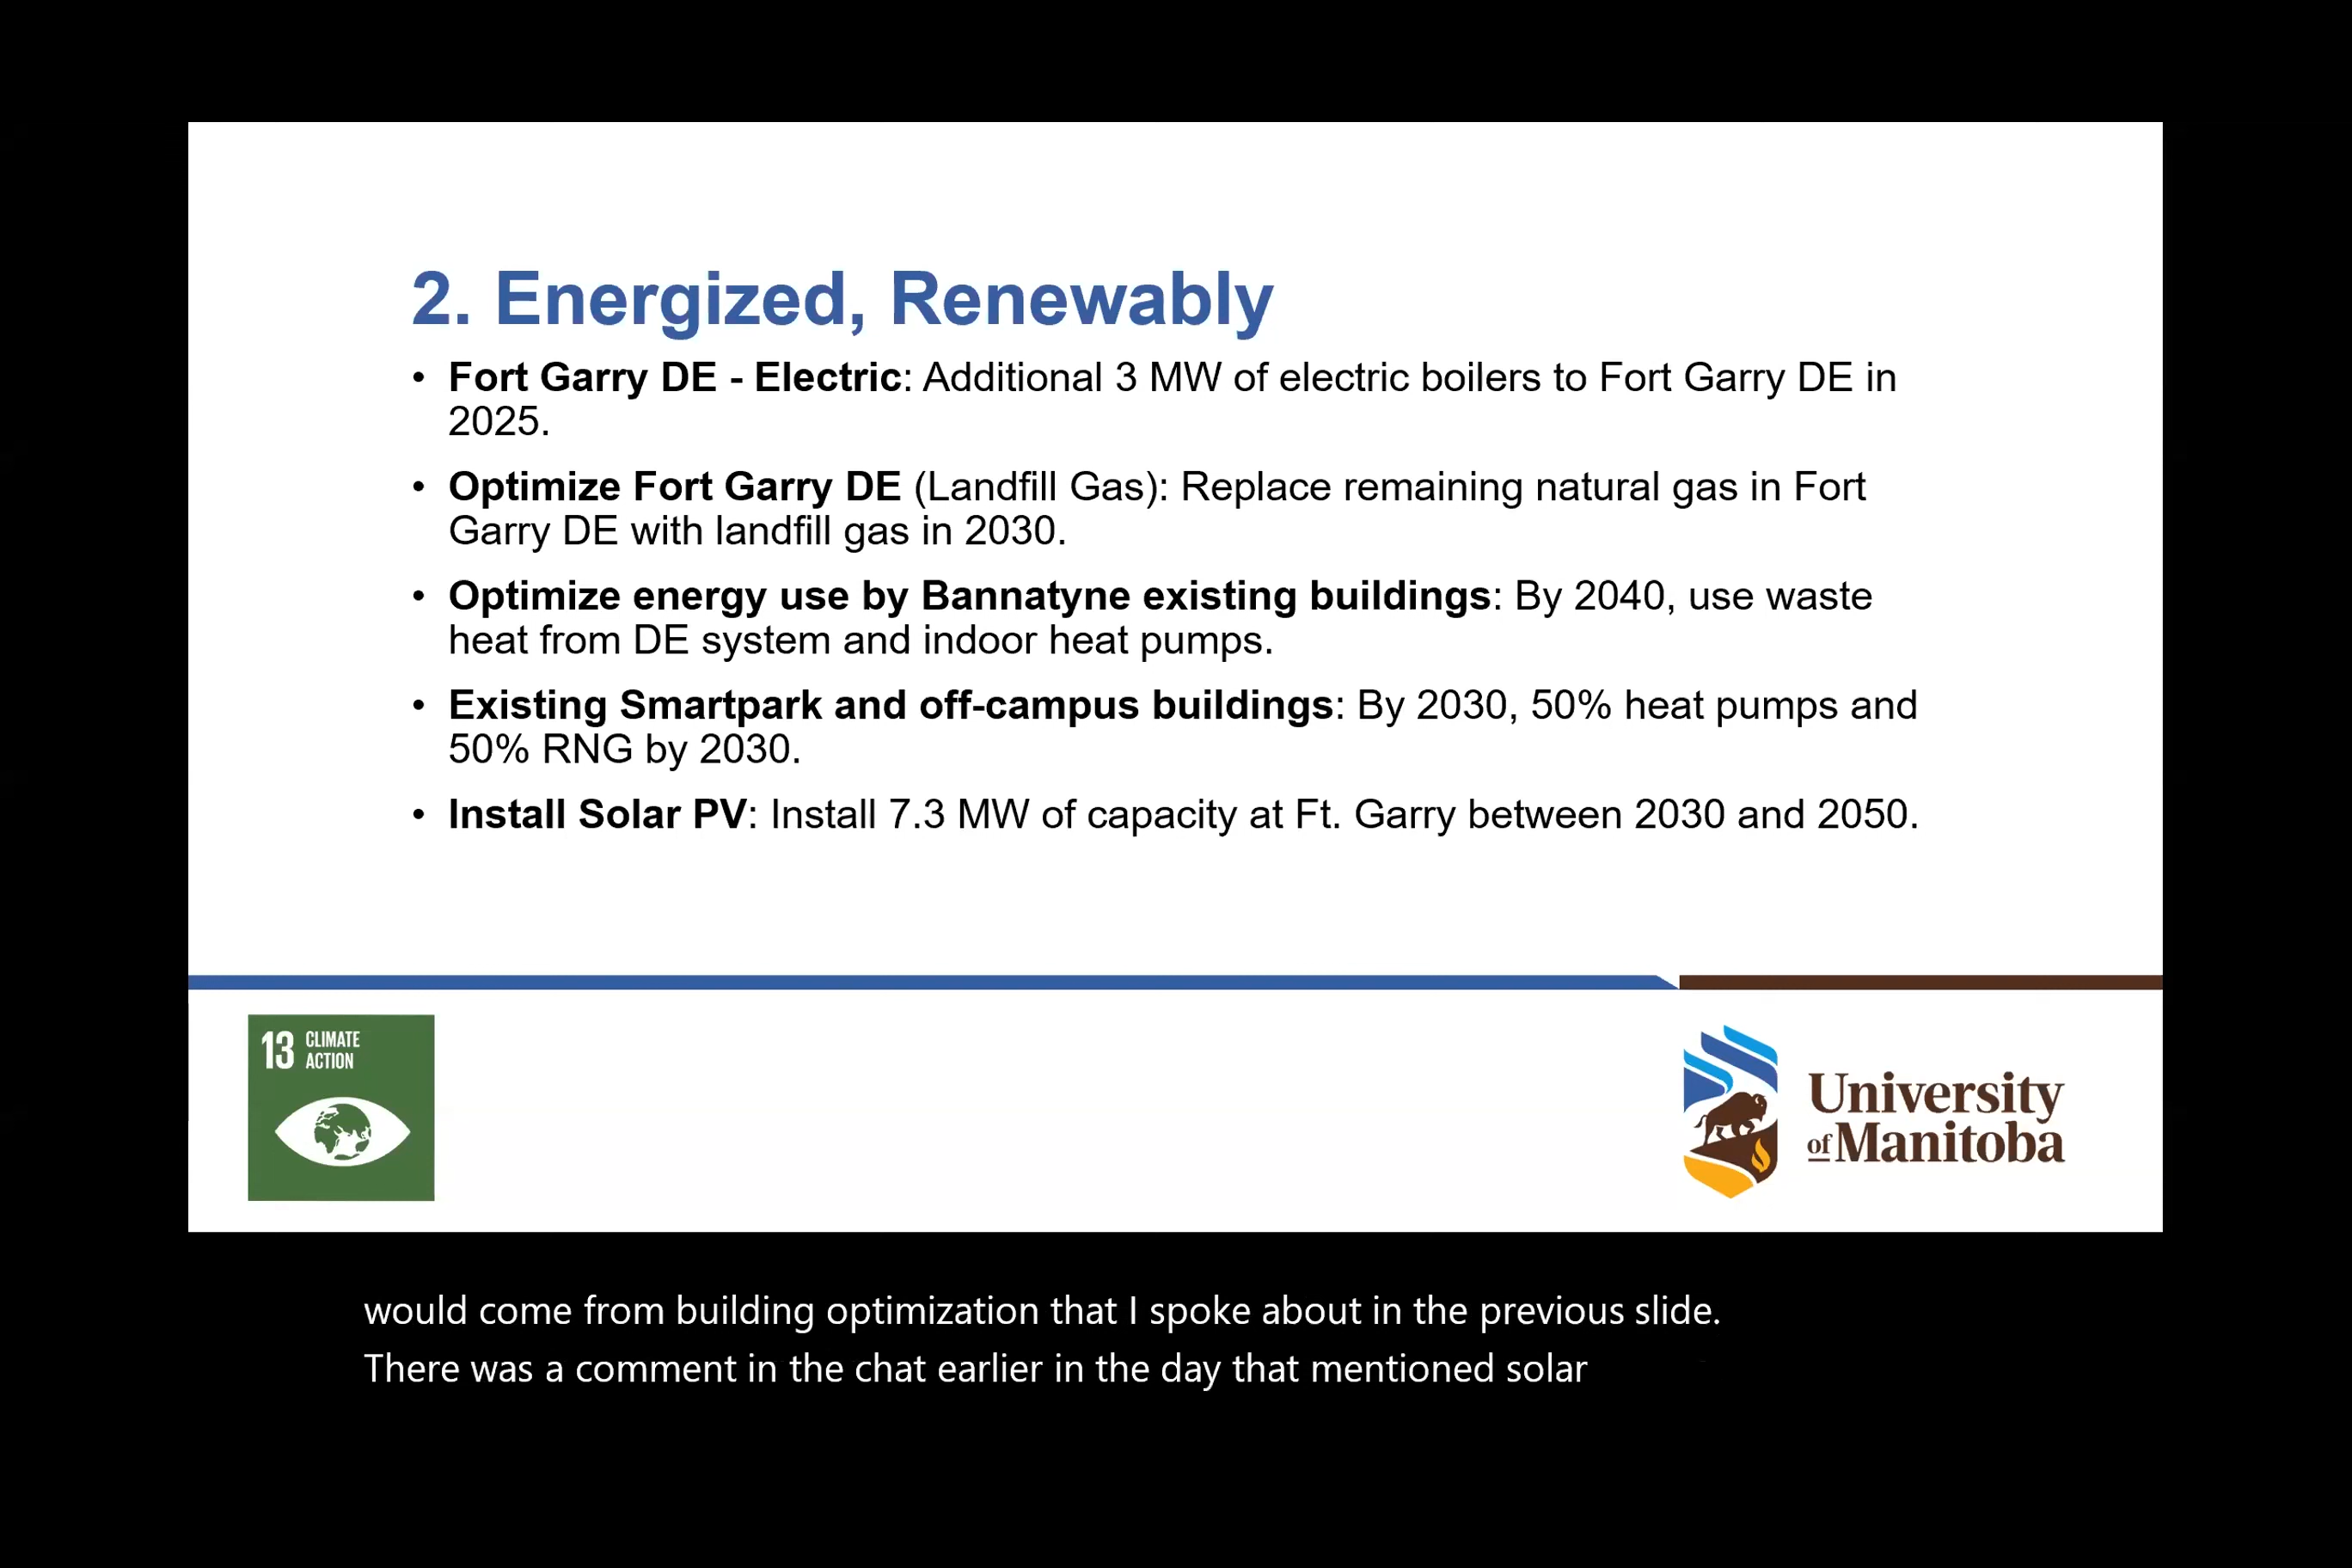 2. Energized, Renewably
• Fort Garry DE - Electric: Additional 3 MW of electric boilers to Fort Garry DE in
2025.
• Optimize Fort Garry DE (Landfill Gas): Replace remaining natural gas in Fort
Garry DE with landfill gas in 2030.
• Optimize energy use by Bannatyne existing buildings: By 2040, use waste
heat from DE system and indoor heat pumps.
• Existing Smartpark and off-campus buildings: By 2030, 50% heat pumps and
50% RNG by 2030.
• Install Solar PV: Install 7.3 MW of capacity at Ft. Garry between 2030 and 2050.
13 CLIMATE
ACTION
University
of Manitoba
would come from building optimization that I spoke about in the previous slide.
There was a comment in the chat earlier in the day that mentioned solar